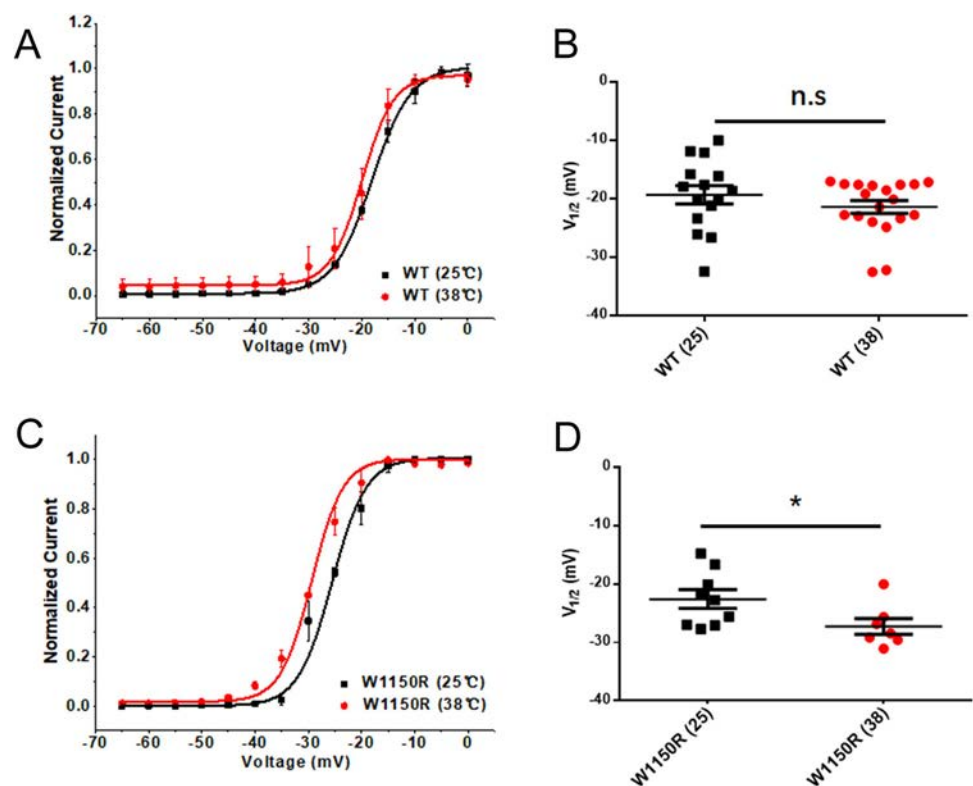 A
1.2
1.0
0.8
0.6
0.4
0.2
0.0
Normalized Current
WT (25℃)
WT (38℃)
-70 -60 -50 -40 -30 -20 -10 0
Voltage (mV)
B
0
-10
-20
-30
-40
V1/2 (mV)
n.s
WT (25)
WT (38)
C
1.0
0.8
0.6
0.4
0.2
0.0
Normalized Current
W1150R (25℃)
W1150R (38℃)
-70 -60 -50 -40 -30 -20 -10 0
Voltage (mV)
D
0
-10
-20
-30
-40
V1/2 (mV)
*
W1150R (25)
W1150R (38)